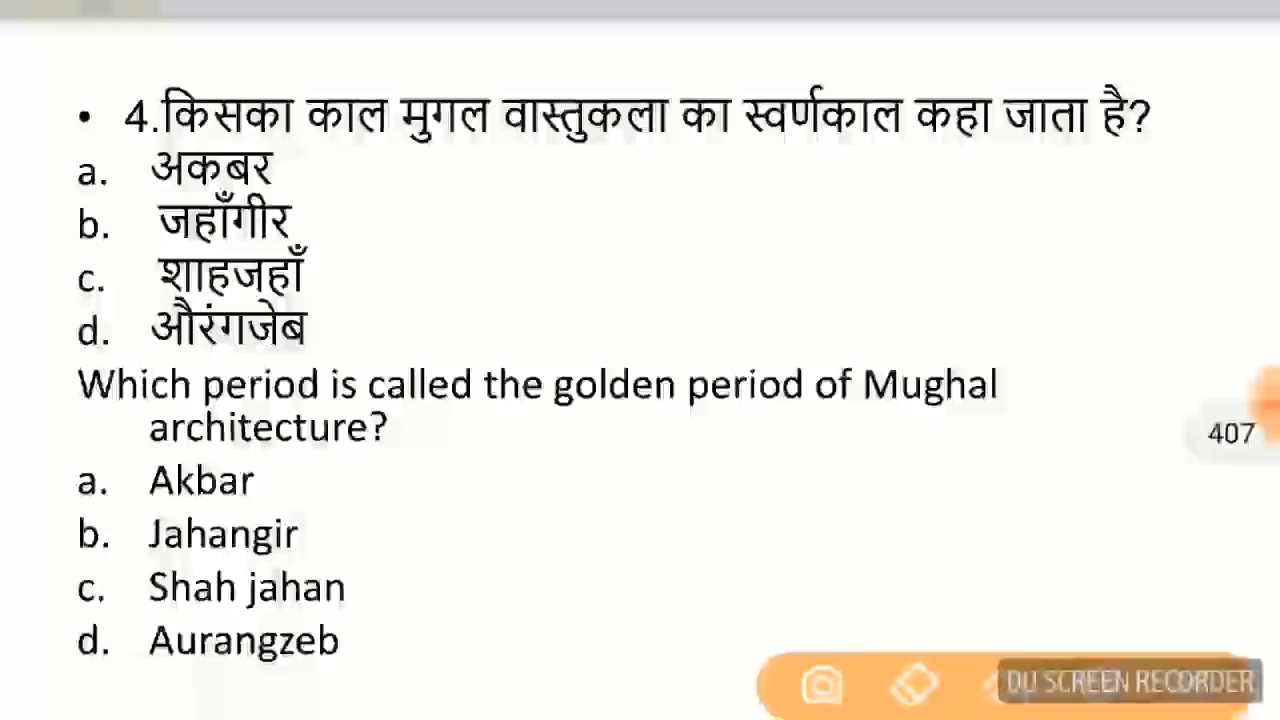 • 4.किसका काल मुगल वास्तुकला का स्वर्णकाल कहा जाता है?
a. अकबर
b. जहाँगीर
c. शाहजहाँ
d. औरंगजेब
Which period is called the golden period of Mughal
architecture?
a. Akbar
b. Jahangir
c. Shah jahan
d. Aurangzeb
407
DU SCREEN RECORDER